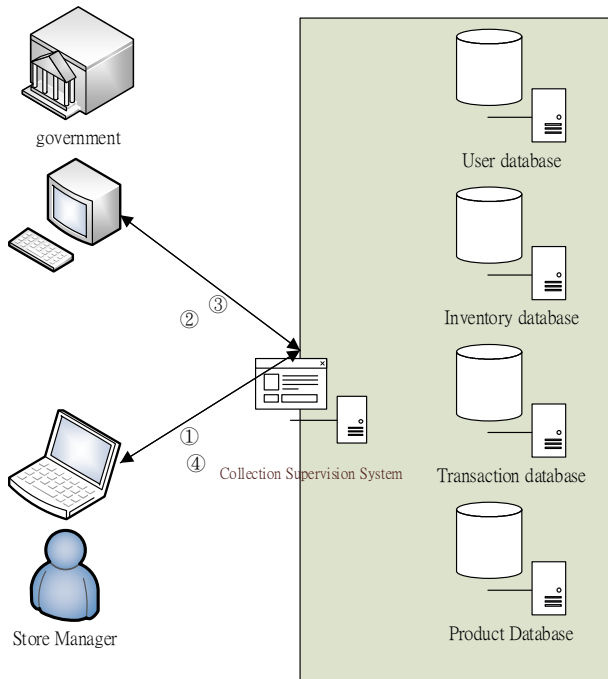 government
User database
Inventory database
②
③
①
④
Collection Supervision System
Transaction database
Store Manager
Product Database